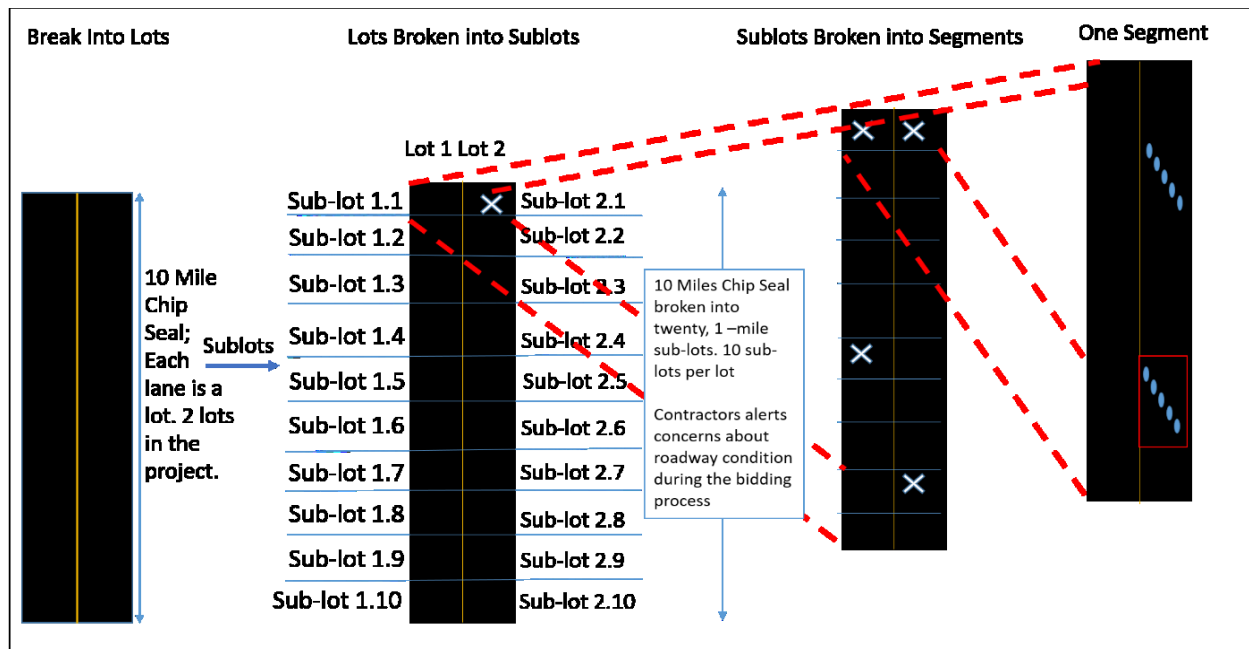 Break Into Lots
Lots Broken into Sublots
Sublots Broken into Segments
One Segment
10 Mile
Chip
Seal;
Each
lane is a
lot. 2 lots
in the
project.
Sublots
Lot 1 Lot 2
Sub-lot 1.1
Sub-lot 1.2
Sub-lot 1.3
Sub-lot 1.4
Sub-lot 1.5
Sub-lot 1.6
Sub-lot 1.7
Sub-lot 1.8
Sub-lot 1.9
Sub-lot 1.10
Sub-lot 2.1
Sub-lot 2.2
Sub-lot 2.3
Sub-lot 2.4
Sub-lot 2.5
Sub-lot 2.6
Sub-lot 2.7
Sub-lot 2.8
Sub-lot 2.9
Sub-lot 2.10
10 Miles Chip Seal
broken into
twenty, 1 –mile
sub-lots. 10 sub-
lots per lot
Contractors alerts
concerns about
roadway condition
during the bidding
process